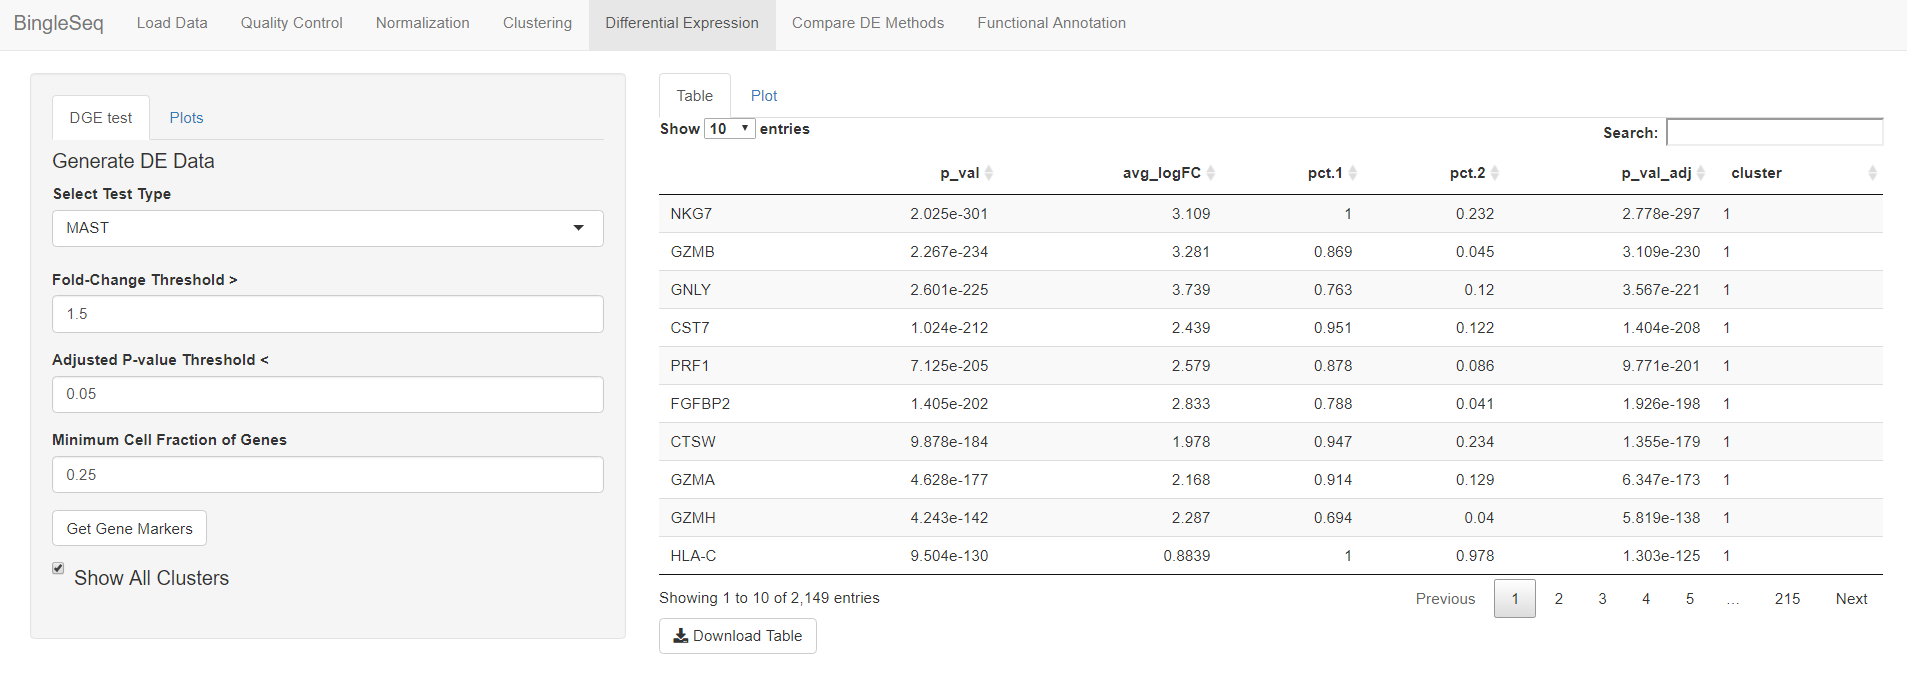 BingleSeq Load Data Quality Control Normalization Clustering Differential Expression Compare DE Methods Functional Annotation
DGE test Plots
Generate DE Data
Select Test Type
MAST
Fold-Change Threshold >
1.5
Adjusted P-value Threshold <
0.05
Minimum Cell Fraction of Genes
0.25
Get Gene Markers
Show All Clusters
Table Plot
Show 10 entries Search:
p_val avg_logFC pct.1 pct.2 p_val_adj cluster
NKG7 2.025e-301 3.109 1 0.232 2.778e-297 1
GZMB 2.267e-234 3.281 0.869 0.045 3.109e-230 1
GNLY 2.601e-225 3.739 0.763 0.12 3.567e-221 1
CST7 1.024e-212 2.439 0.951 0.122 1.404e-208 1
PRF1 7.125e-205 2.579 0.878 0.086 9.771e-201 1
FGFBP2 1.405e-202 2.833 0.788 0.041 1.926e-198 1
CTSW 9.878e-184 1.978 0.947 0.234 1.355e-179 1
GZMA 4.628e-177 2.168 0.914 0.129 6.347e-173 1
GZMH 4.243e-142 2.287 0.694 0.04 5.819e-138 1
HLA-C 9.504e-130 0.8839 1 0.978 1.303e-125 1
Showing 1 to 10 of 2,149 entries Previous 1 2 3 4 5 … 215 Next
Download Table